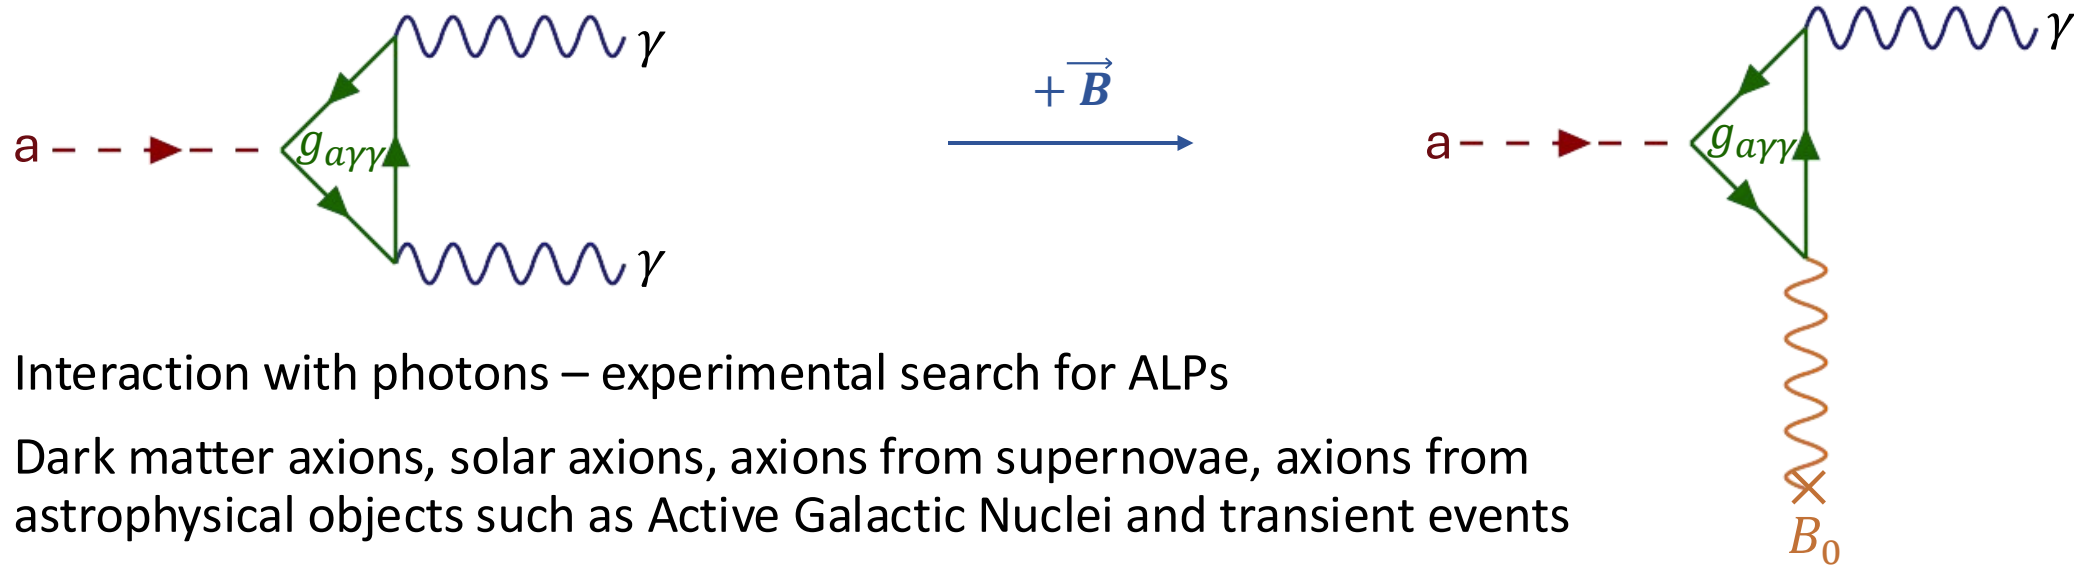 γ
a
gaγγ
γ
+ B
γ
a
gaγγ
B0
Interaction with photons – experimental search for ALPs
Dark matter axions, solar axions, axions from supernovae, axions from
astrophysical objects such as Active Galactic Nuclei and transient events